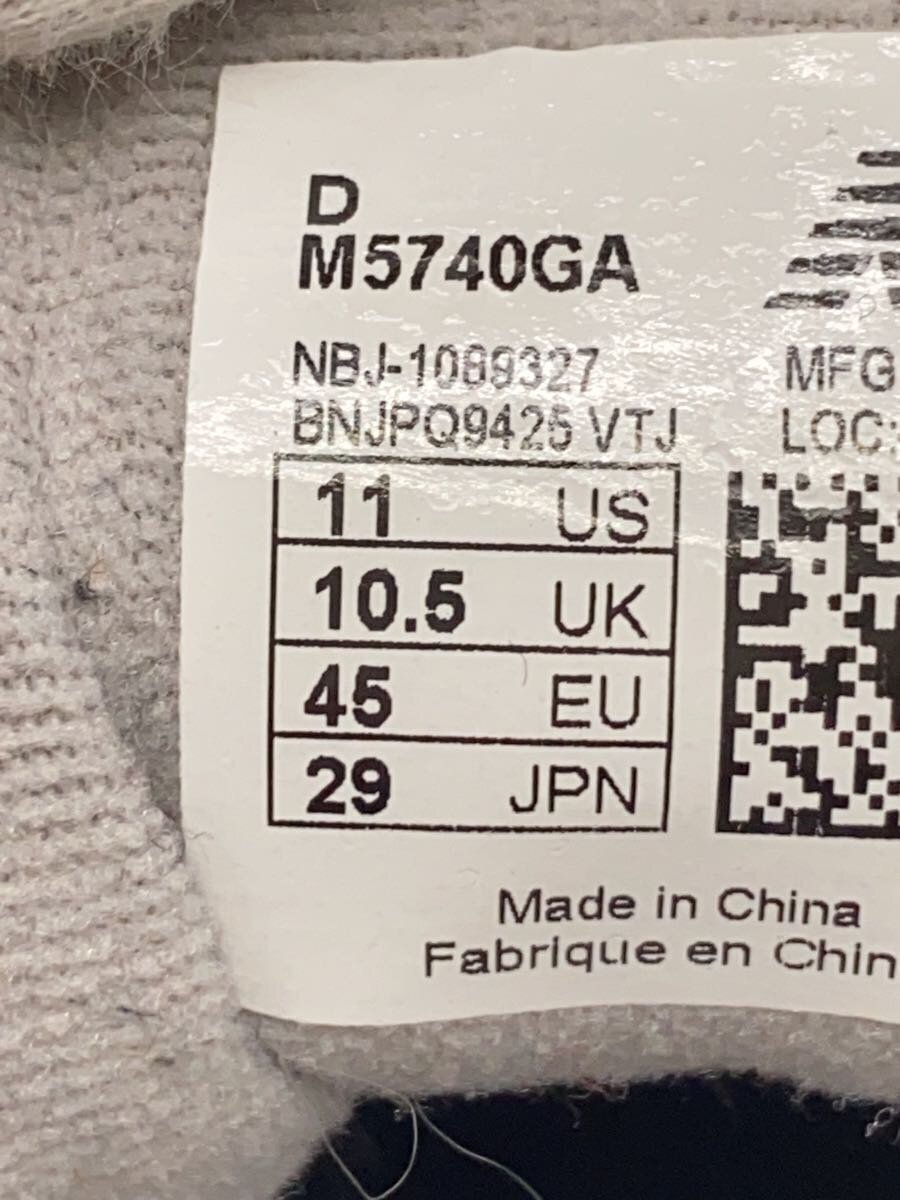 D
M5740GA
NBJ-1089327
BNJPQ9425 VTJ
MFG
LOC:
11 US
10.5 UK
45 EU
29 JPN
Made in China
Fabrique en Chin